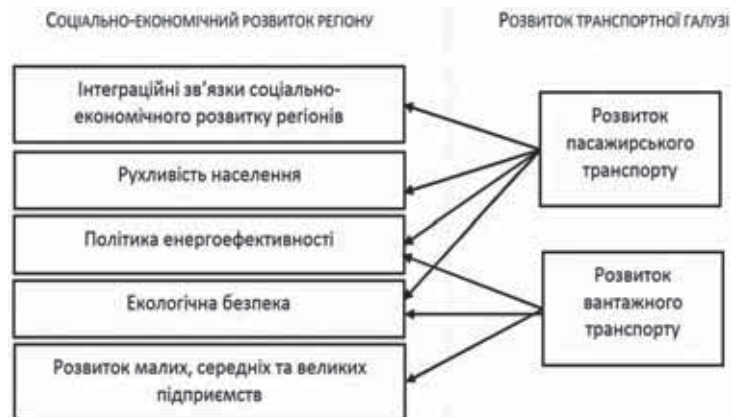 СОЦІАЛЬНО-ЕКОНОМІЧНИЙ РОЗВИТОК РЕГІОНУ
РОЗВИТОК ТРАНСПОРТНОЇ ГАЛУЗІ
Інтеграційні зв’язки соціально-
економічного розвитку регіонів
Рухливість населення
Політика енергоефективності
Екологічна безпека
Розвиток малих, середніх та великих
підприємств
Розвиток
пасажирського
транспорту
Розвиток
вантажного
транспорту